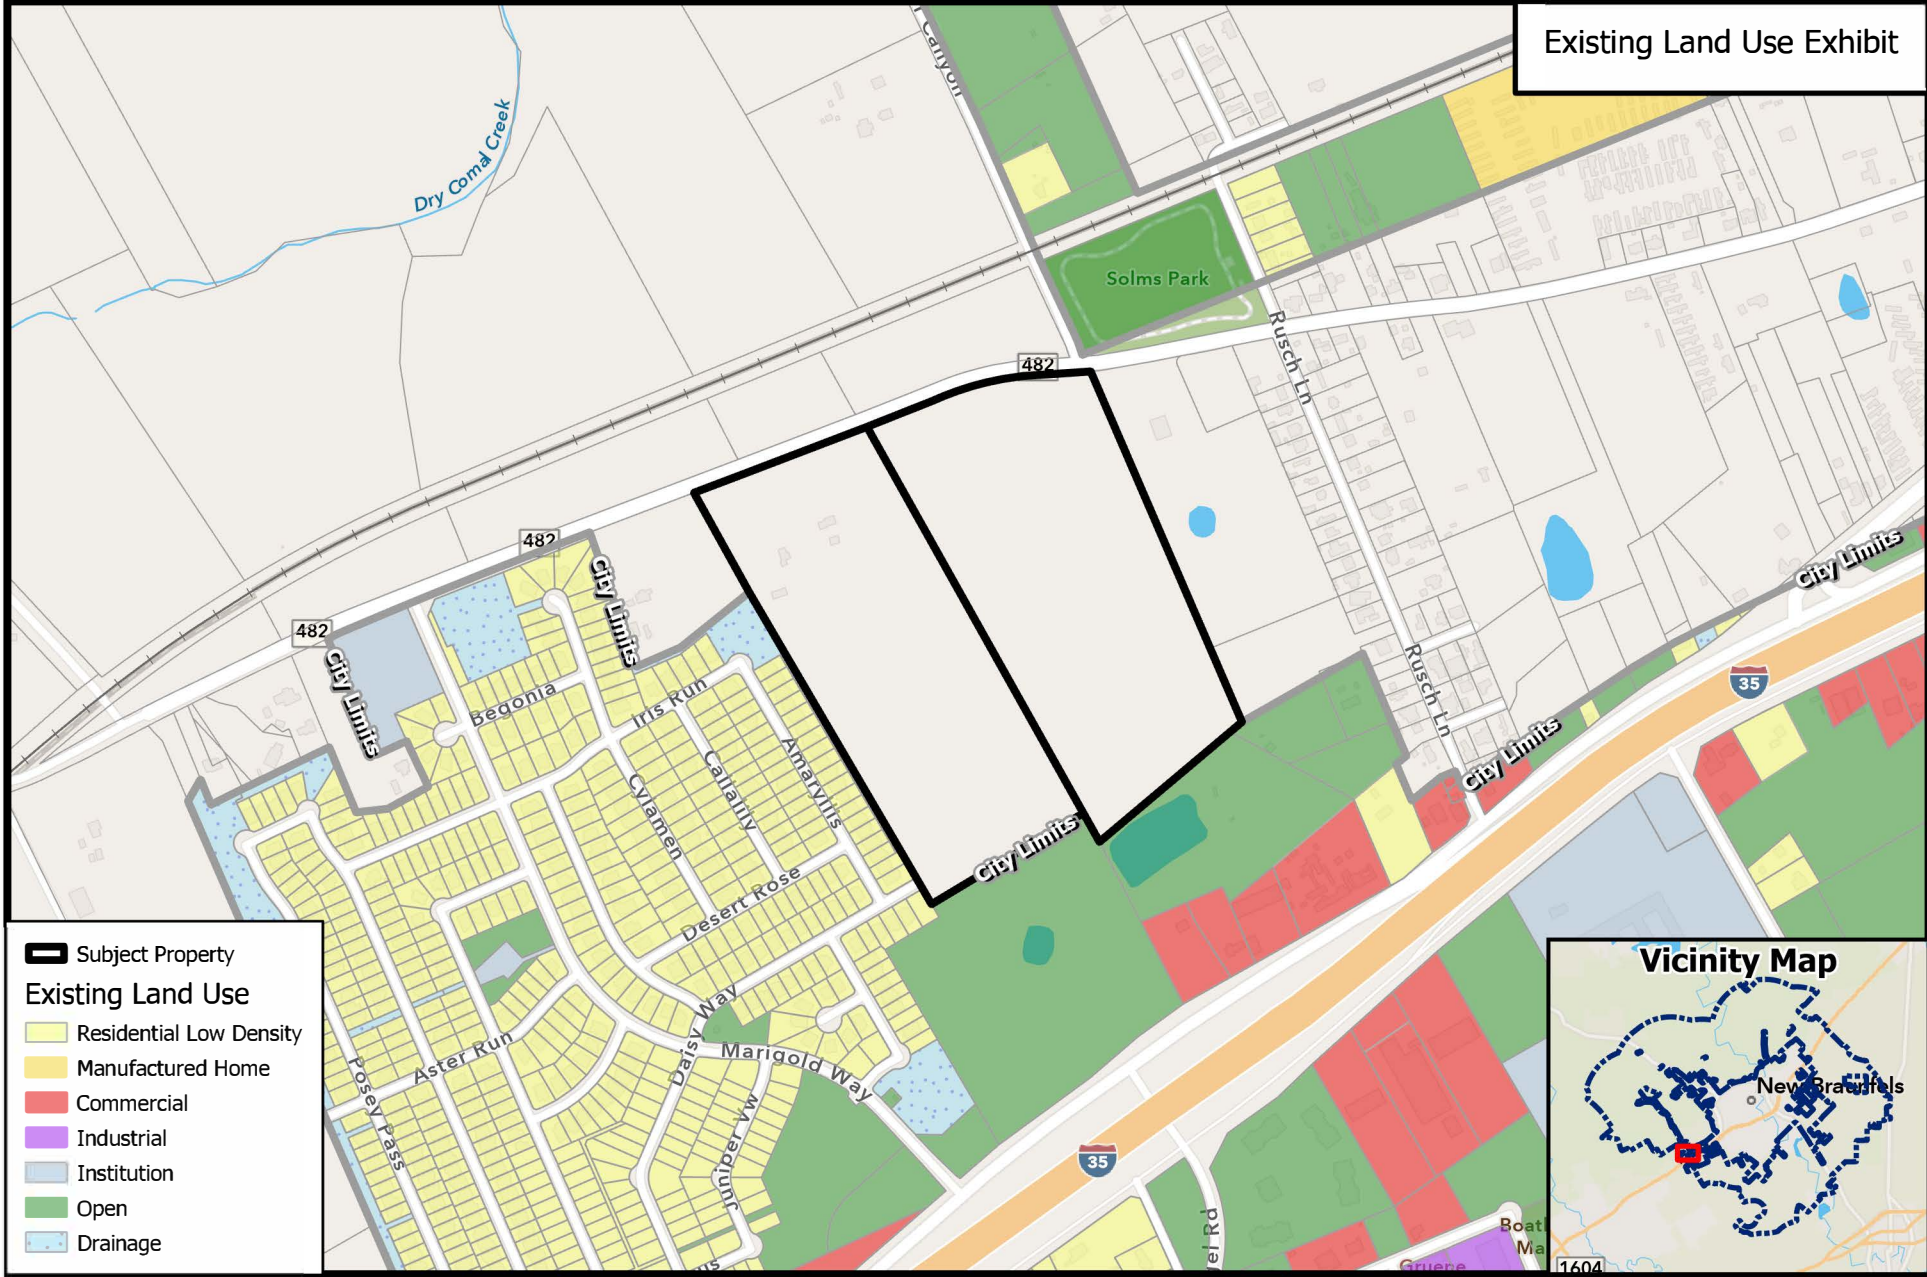 Existing Land Use Exhibit
Canyon
Dry Comal Creek
Solms Park
Rusch Ln
482
482
482
City Limits
City Limits
City Limits
City Limits
City Limits
Rusch Ln
35
Begonia
Iris Run
Amaryllis
Callalily
Cylamen
Desert Rose
Daisy Way
Marigold Way
Aster Run
Posey Pass
Juniper Vw
35
Gruene
Subject Property
Existing Land Use
Residential Low Density
Manufactured Home
Commercial
Industrial
Institution
Open
Drainage
Vicinity Map
New Braunfels
1604